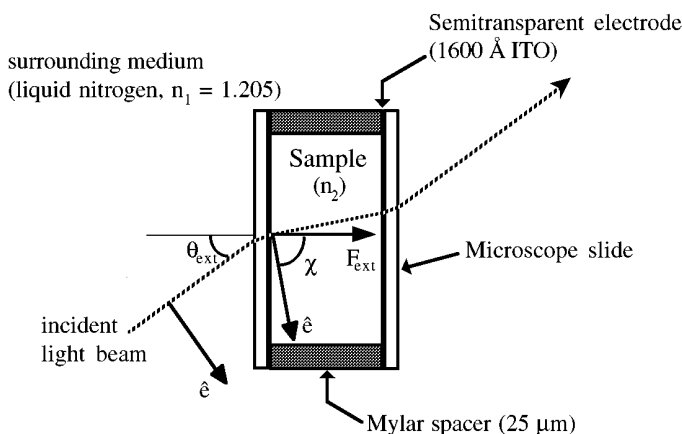 Semitransparent electrode
(1600 Å ITO)
surrounding medium
(liquid nitrogen, n₁ = 1.205)
Sample
(n₂)
θext
χ
Fext
Microscope slide
ê
incident
light beam
ê
Mylar spacer (25 μm)